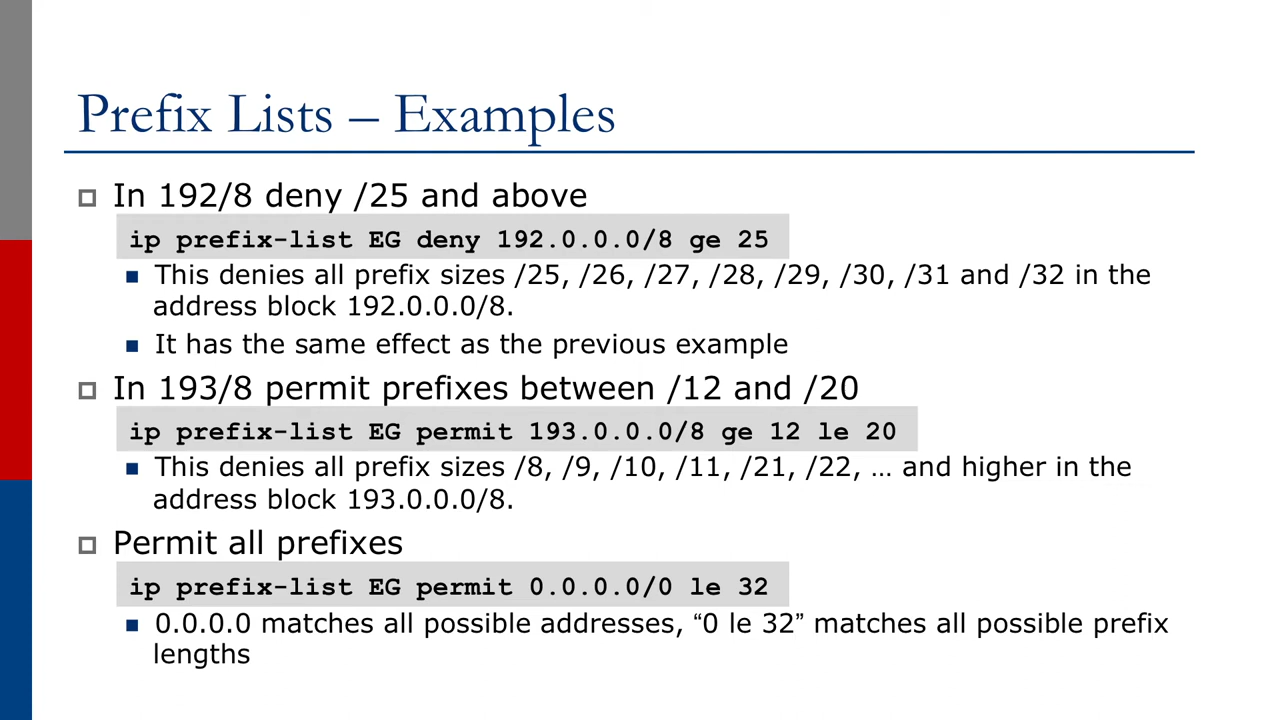 Prefix Lists – Examples
In 192/8 deny /25 and above
ip prefix-list EG deny 192.0.0.0/8 ge 25
This denies all prefix sizes /25, /26, /27, /28, /29, /30, /31 and /32 in the
address block 192.0.0.0/8.
It has the same effect as the previous example
In 193/8 permit prefixes between /12 and /20
ip prefix-list EG permit 193.0.0.0/8 ge 12 le 20
This denies all prefix sizes /8, /9, /10, /11, /21, /22, … and higher in the
address block 193.0.0.0/8.
Permit all prefixes
ip prefix-list EG permit 0.0.0.0/0 le 32
0.0.0.0 matches all possible addresses, “0 le 32” matches all possible prefix
lengths